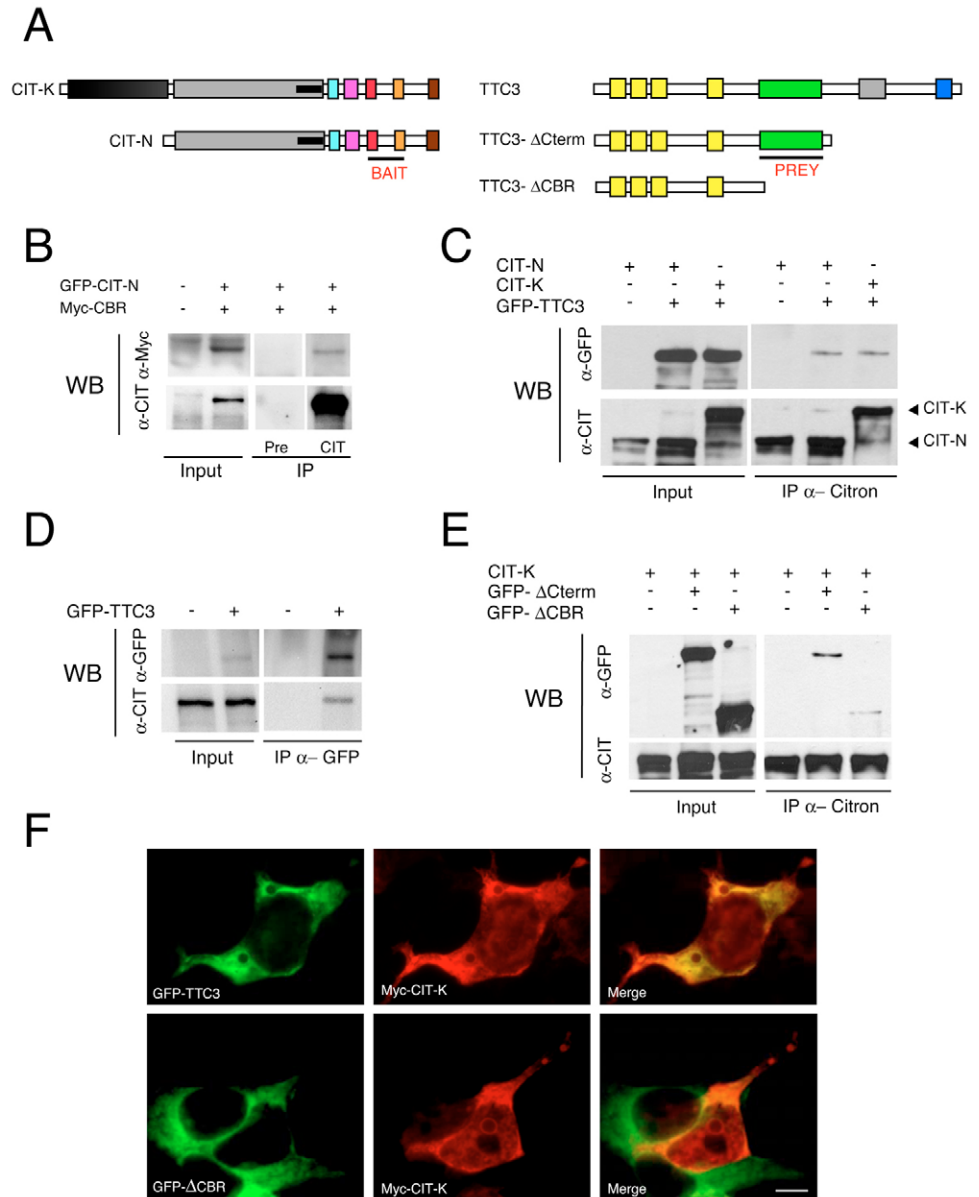 A
CIT-K
CIT-N
BAIT
TTC3
TTC3- ΔCterm
PREY
TTC3- ΔCBR
B
GFP-CIT-N - + + +
Myc-CBR - + + +
WB
α-Myc
α-CIT
Pre CIT
Input IP
C
CIT-N + + - + + -
CIT-K - - + - - +
GFP-TTC3 - + + - + +
WB
α-GFP
α-CIT
CIT-K
CIT-N
Input IP α– Citron
D
GFP-TTC3 - + - +
WB
α-GFP
α-CIT
Input IP α– GFP
E
CIT-K + + + + + +
GFP- ΔCterm - + - - + -
GFP- ΔCBR - - + - - +
WB
α-GFP
α-CIT
Input IP α– Citron
F
GFP-TTC3 Myc-CIT-K Merge
GFP-ΔCBR Myc-CIT-K Merge